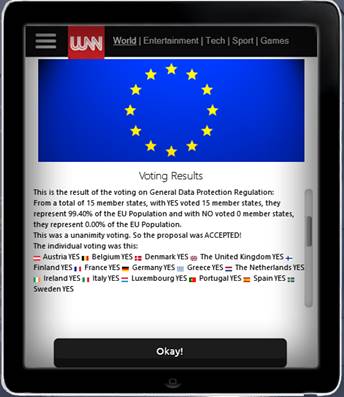 WNN World | Entertainment | Tech | Sport | Games
Voting Results
This is the result of the voting on General Data Protection Regulation:
From a total of 15 member states, with YES voted 15 member states, they
represent 99.40% of the EU Population and with NO voted 0 member states,
they represent 0.00% of the EU Population.
This was a unanimity voting. So the proposal was ACCEPTED!
The individual voting was this:
Austria YES Belgium YES Denmark YES The United Kingdom YES
Finland YES France YES Germany YES Greece YES The Netherlands YES
Ireland YES Italy YES Luxembourg YES Portugal YES Spain YES
Sweden YES
Okay!